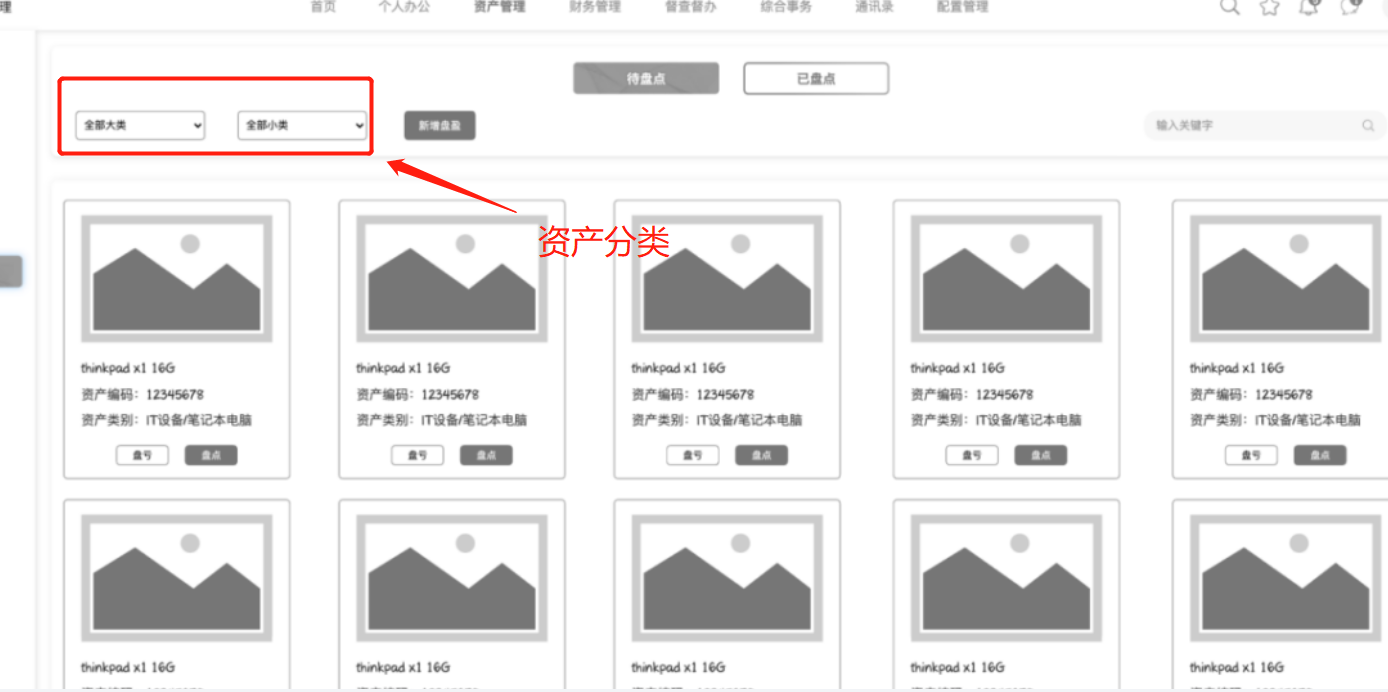 理 首页 个人办公 资产管理 财务管理 督查督办 综合事务 通讯录 配置管理
待盘点 已盘点
全部大类 全部小类 新增盘盈 输入关键字
资产分类
thinkpad x1 16G thinkpad x1 16G thinkpad x1 16G thinkpad x1 16G thinkpad x1 16G
资产编码：12345678 资产编码：12345678 资产编码：12345678 资产编码：12345678 资产编码：12345678
资产类别：IT设备/笔记本电脑 资产类别：IT设备/笔记本电脑 资产类别：IT设备/笔记本电脑 资产类别：IT设备/笔记本电脑 资产类别：IT设备/笔记本电脑
盘亏 盘点 盘亏 盘点 盘亏 盘点 盘亏 盘点 盘亏 盘点
thinkpad x1 16G thinkpad x1 16G thinkpad x1 16G thinkpad x1 16G thinkpad x1 16G